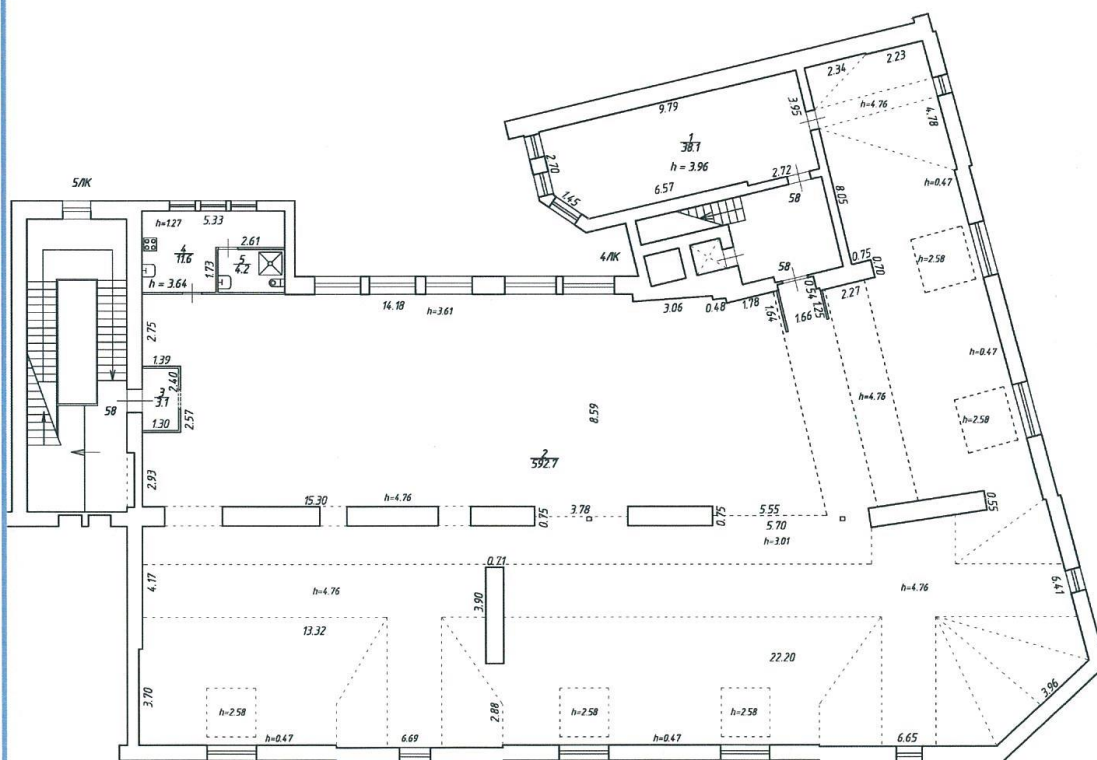 2.23
2.34
9.79
h=4.76
3.95
4.78
1
38.1
2.70
h = 3.96
2.72
h=0.47
5ЛК
6.57
1.45
58
8.05
5.33
h=1.27
4
11.6
2.61
5
4.2
1.73
h = 3.64
4ЛК
58
0.75
0.70
h=2.58
14.18
h=3.61
3.06
0.48
1.78
1.64
0.54
1.66
1.25
2.27
2.75
1.39
2.40
3
3.1
1.30
2.57
58
8.59
h=4.76
h=0.47
h=2.58
2
592.7
2.93
15.30
h=4.76
0.75
3.78
0.75
5.55
5.70
h=3.01
0.55
4.17
0.71
h=4.76
3.90
h=4.76
6.41
13.32
22.20
3.96
3.70
h=2.58
2.88
h=2.58
h=2.58
h=0.47
6.69
h=0.47
6.65